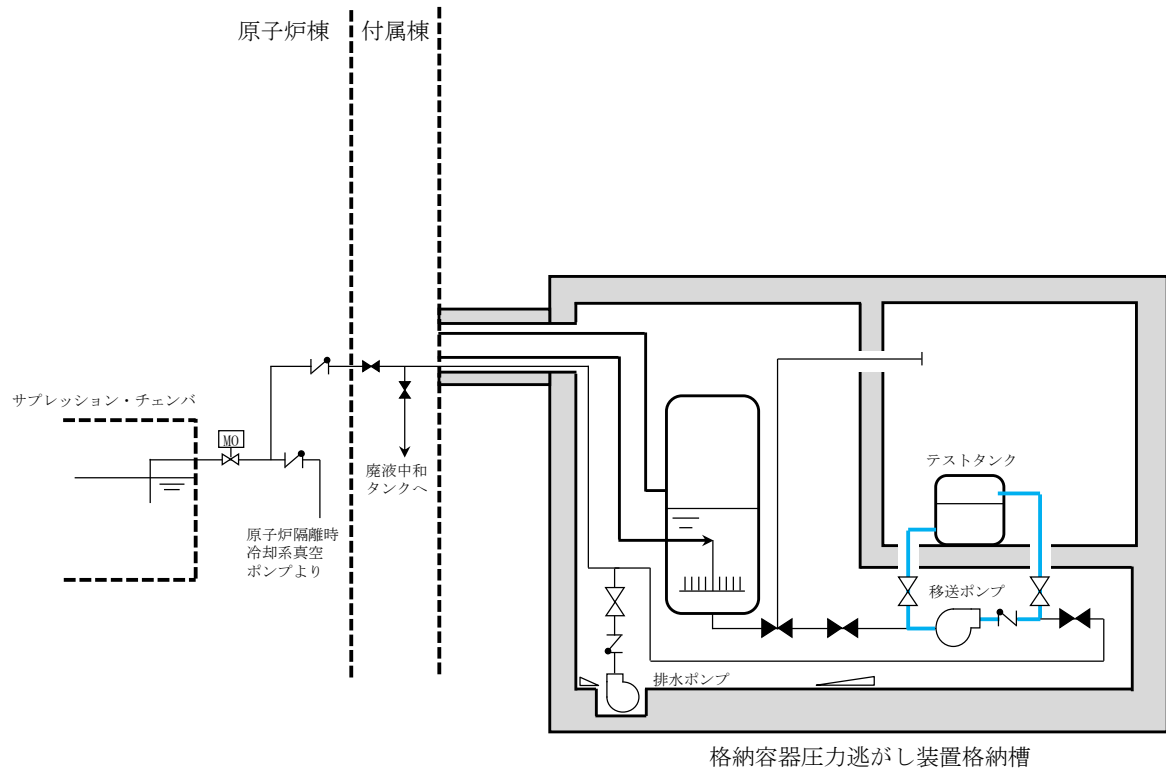 原子炉棟
付属棟
サプレッション・チェンバ
MO
廃液中和
タンクへ
原子炉隔離時
冷却系真空
ポンプより
テストタンク
移送ポンプ
排水ポンプ
格納容器圧力逃がし装置格納槽